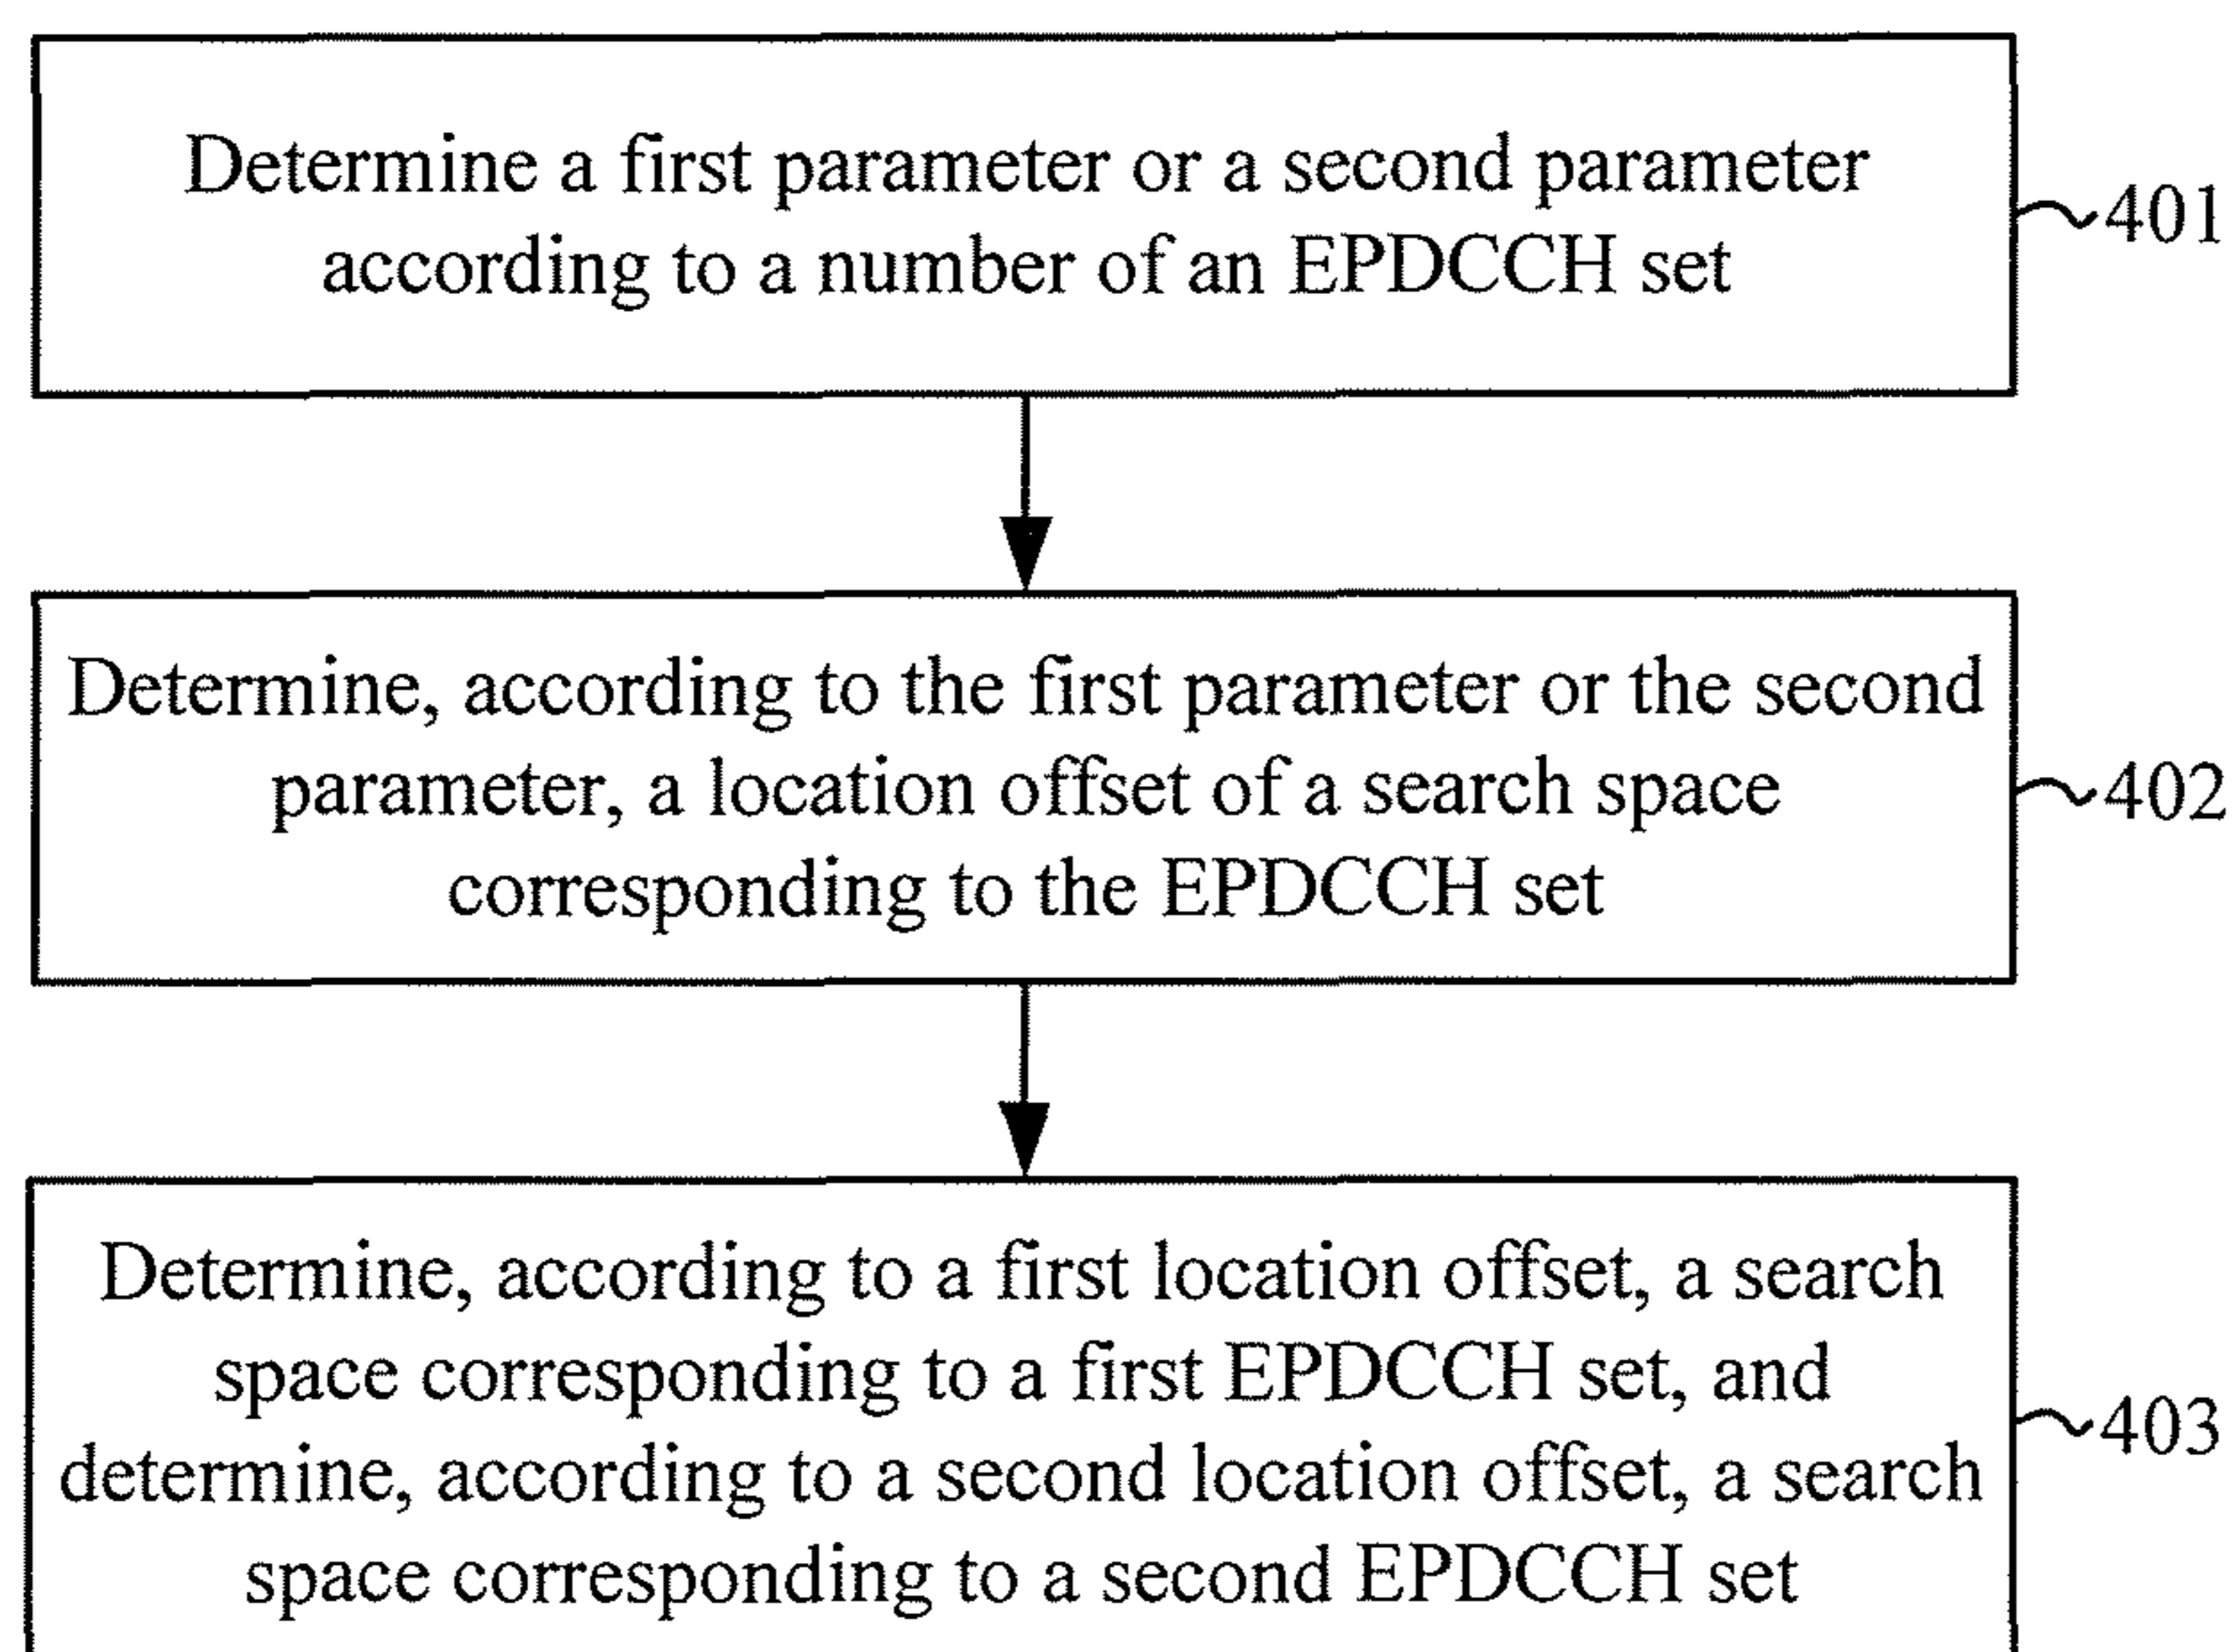 Determine a first parameter or a second parameter
according to a number of an EPDCCH set
401
Determine, according to the first parameter or the second
parameter, a location offset of a search space
corresponding to the EPDCCH set
402
Determine, according to a first location offset, a search
space corresponding to a first EPDCCH set, and
determine, according to a second location offset, a search
space corresponding to a second EPDCCH set
403